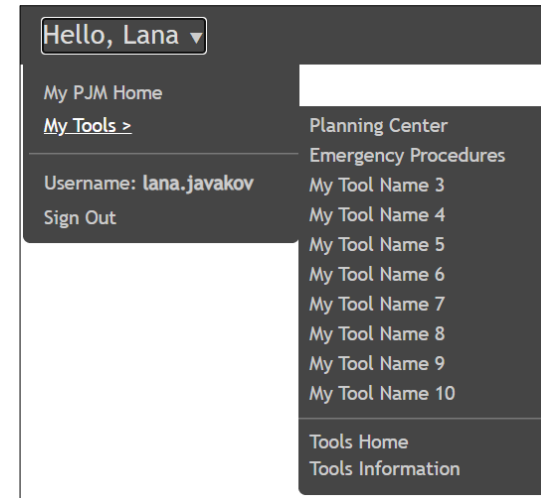 Hello, Lana ▾
My PJM Home
My Tools >
Username: lana.javakov
Sign Out
Planning Center
Emergency Procedures
My Tool Name 3
My Tool Name 4
My Tool Name 5
My Tool Name 6
My Tool Name 7
My Tool Name 8
My Tool Name 9
My Tool Name 10
Tools Home
Tools Information